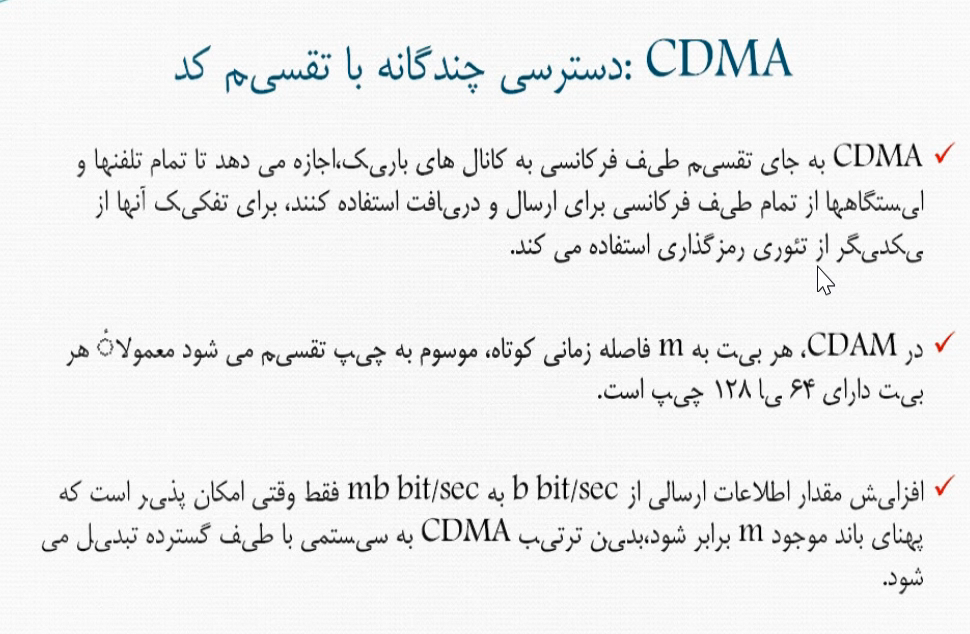 CDMA :دسترسی چندگانه با تقسیم کد
CDMA به جای تقسیم طیف فرکانسی به کانال های باریک،اجازه می دهد تا تمام تلفنها و
ایستگاهها از تمام طیف فرکانسی برای ارسال و دریافت استفاده کنند، برای تفکیک آنها از
یکدیگر از تئوری رمزگذاری استفاده می کند.
در CDAM، هر بیت به m فاصله زمانی کوتاه، موسوم به چیپ تقسیم می شود معمولاً هر
بیت دارای ۶۴ یا ۱۲۸ چیپ است.
افزایش مقدار اطلاعات ارسالی از b bit/sec به mb bit/sec فقط وقتی امکان پذیر است که
پهنای باند موجود m برابر شود،بدین ترتیب CDMA به سیستمی با طیف گسترده تبدیل می
شود.